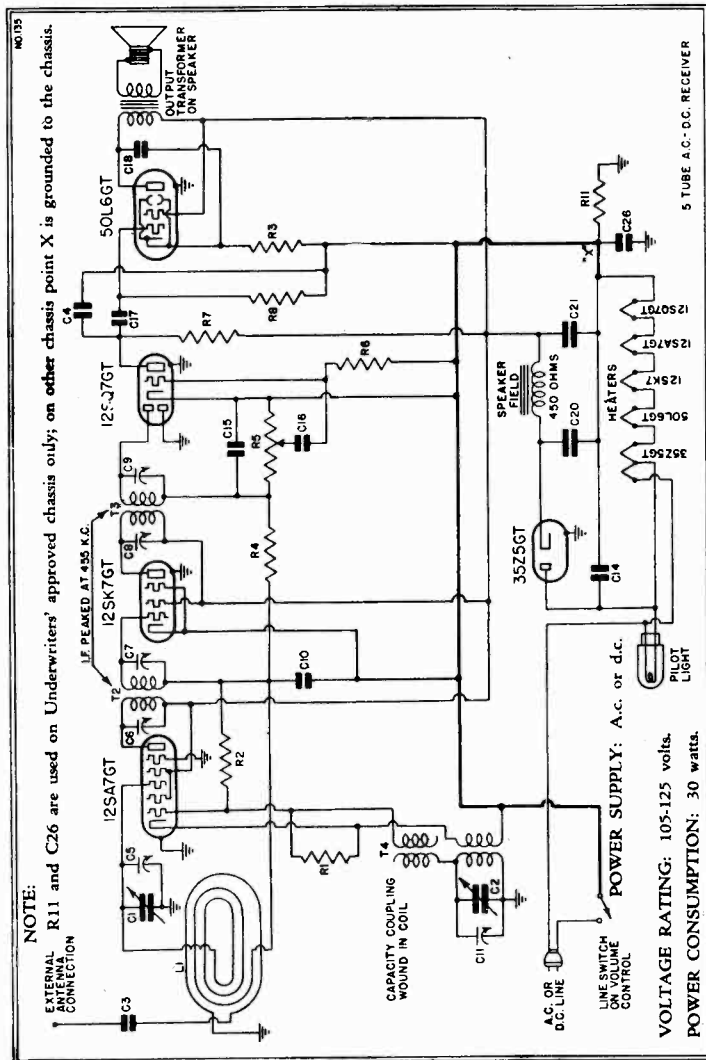 NO.135
NOTE:
R11 and C26 are used on Underwriters' approved chassis only; on other chassis point X is grounded to the chassis.
EXTERNAL
ANTENNA
CONNECTION
C3
L1
C1
C5
12SA7GT
C6
T2
C7
I.F. PEAKED AT 455 K.C.
12SK7GT
C8
T3
C9
12SQ7GT
C4
C17
50L6GT
C18
OUTPUT
TRANSFORMER
ON SPEAKER
R2
C10
R4
C15
R5
C16
R6
R7
R8
R3
R1
T4
CAPACITY COUPLING
WOUND IN COIL
C11
C2
SPEAKER
FIELD
450 OHMS
35Z5GT
C20
C21
C14
"X"
R11
C26
HEATERS
35Z5GT
50L6GT
12SK7
12SA7GT
12SQ7GT
A.C. OR
D.C. LINE
LINE SWITCH
ON VOLUME
CONTROL
PILOT
LIGHT
POWER SUPPLY: A.c. or d.c.
VOLTAGE RATING: 105-125 volts.
POWER CONSUMPTION: 30 watts.
5 TUBE A.C.-D.C. RECEIVER